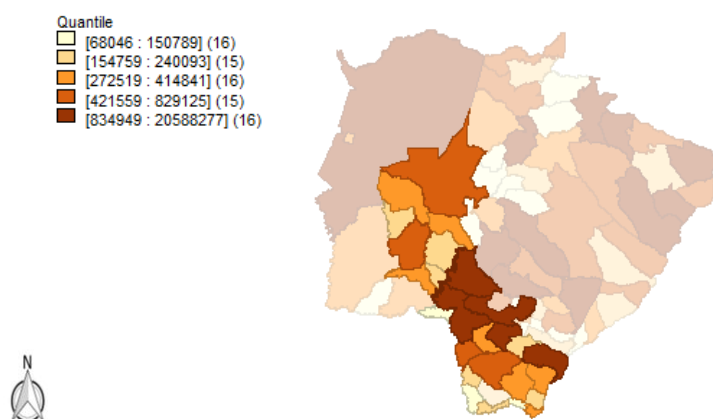 Quantile
[68046 : 150789] (16)
[154759 : 240093] (15)
[272519 : 414841] (16)
[421559 : 829125] (15)
[834949 : 20588277] (16)
N